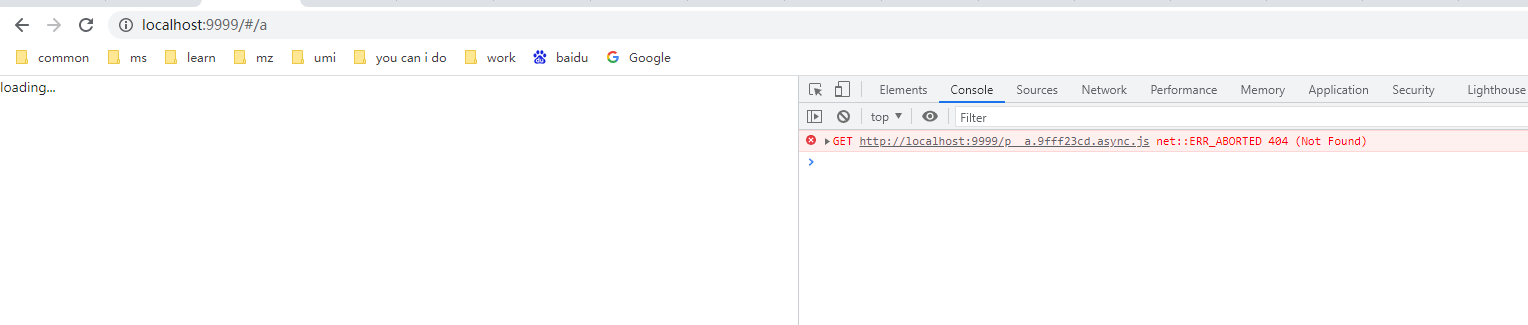 localhost:9999/#/a
common ms learn mz umi you can i do work baidu Google
loading...
Elements Console Sources Network Performance Memory Application Security Lighthouse
top ▼ Filter
GET http://localhost:9999/p__a.9fff23cd.async.js net::ERR_ABORTED 404 (Not Found)